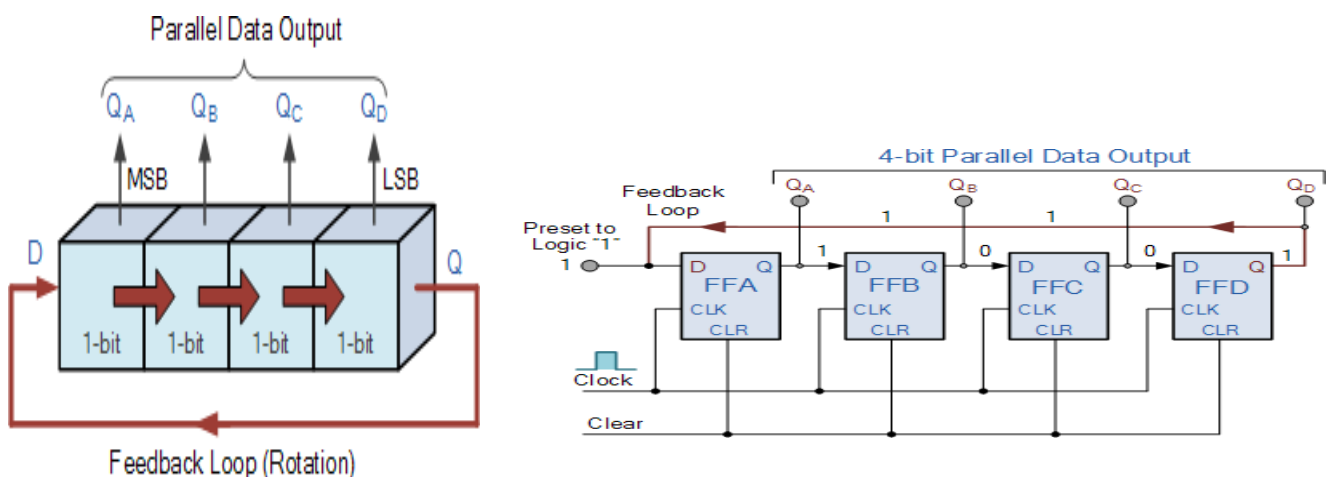 Parallel Data Output
QA QB QC QD
MSB LSB
D Q
1-bit 1-bit 1-bit 1-bit
Feedback Loop (Rotation)
4-bit Parallel Data Output
QA QB QC QD
Feedback
Loop
1 1
Preset to
Logic "1"
1
1 0 0 1
D Q D Q D Q D Q
FFA FFB FFC FFD
CLK CLK CLK CLK
CLR CLR CLR CLR
Clock
Clear